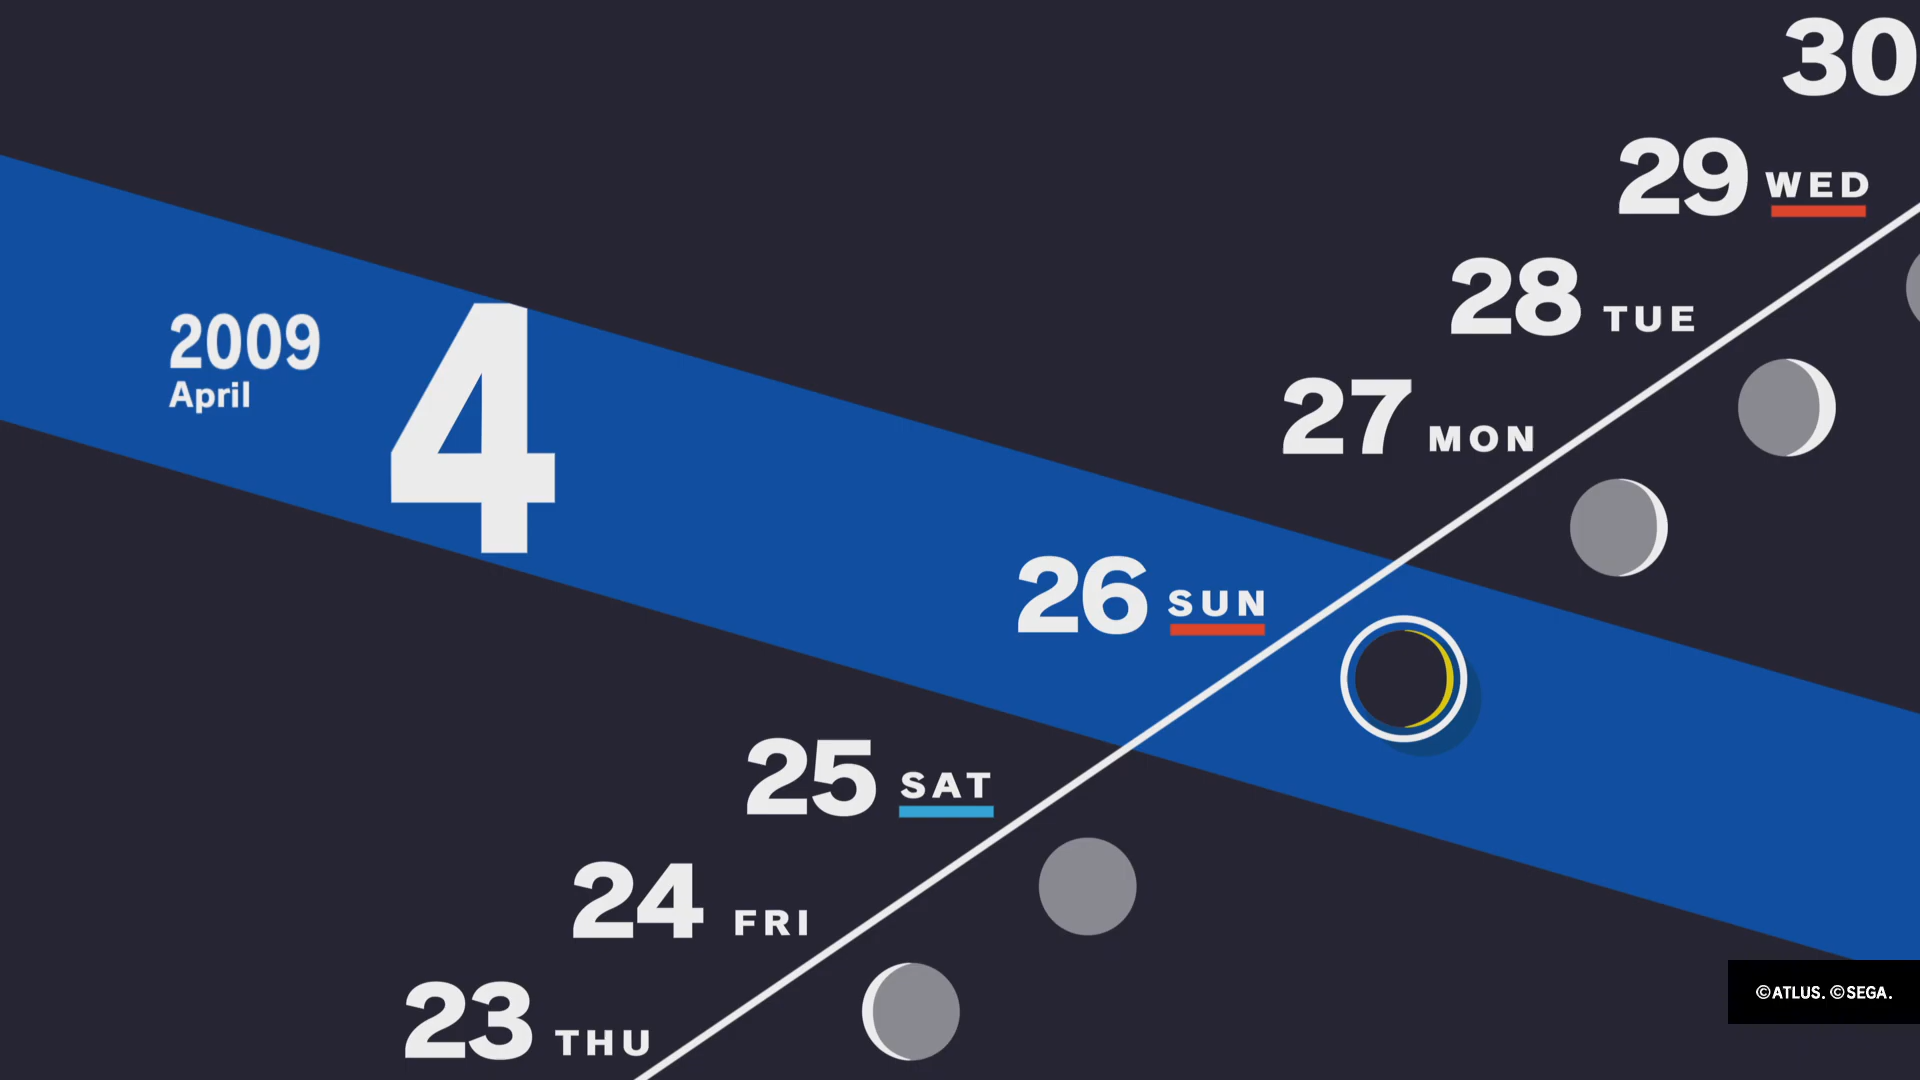 30
29 WED
28 TUE
2009
April
4
27 MON
26 SUN
25 SAT
24 FRI
23 THU
©ATLUS. ©SEGA.